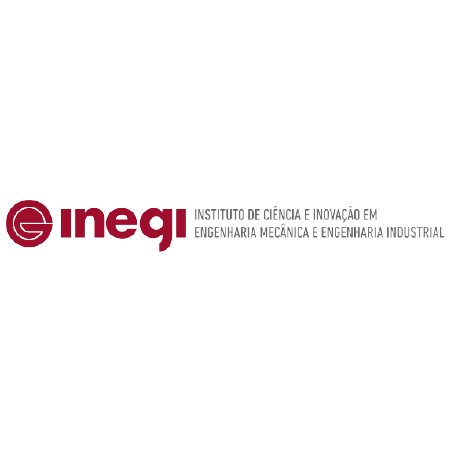 inegi
INSTITUTO DE CIÊNCIA E INOVAÇÃO EM
ENGENHARIA MECÂNICA E ENGENHARIA INDUSTRIAL